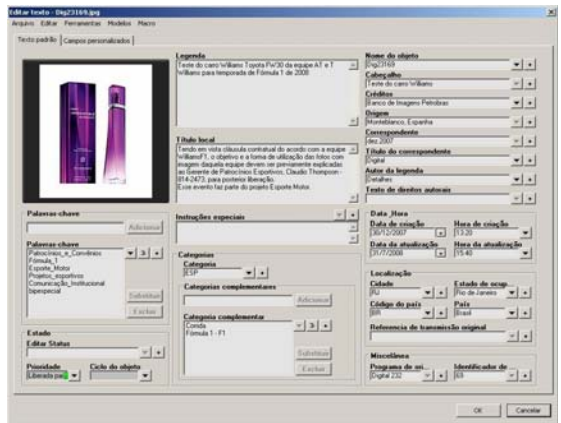 Editar texto - Dig23169.jpg
Arquivo Editar Ferramentas Modelos Macro
Texto padrão Campos personalizados
Legenda
Teste do carro Williams Toyota FW30 da equipe AT e T
Williams para temporada de Fórmula 1 de 2008
Título local
Tendo em vista cláusula contratual do acordo com a equipe
WilliamsF1, o objetivo e a forma de utilização das fotos com
imagem daquela equipe devem ser previamente explicadas
ao Gerente de Patrocínios Esportivos, Claudio Thompson -
814-2473, para posterior liberação.
Esse evento faz parte do projeto Esporte Motor.
Nome do objeto
Dig23169
Cabeçalho
Teste do carro Williams
Créditos
Banco de Imagens Petrobras
Origem
Monteblanco, Espanha
Correspondente
dez.2007
Título do correspondente
Digital
Autor da legenda
Detalhes
Texto de direitos autorais
Palavras-chave
Adicionar
Palavras-chave
Patrocínios_e_Convênios
Fórmula_1
Esporte_Motor
Projetos_esportivos
Comunicação_Institucional
bipespecial
Substituir
Excluir
Estado
Editar Status
Prioridade Ciclo do objeto
Liberada pa
Instruções especiais
Categorias
Categoria
ESP
Categorias complementares
Adicionar
Categoria complementar
Corrida
Fórmula 1 - F1
Substituir
Excluir
Data_Hora
Data de criação Hora de criação
30/12/2007 13:20
Data da atualização Hora da atualização
31/7/2008 15:40
Localização
Cidade Estado de ocup...
RJ Rio de Janeiro
Código do país País
BR Brasil
Referencia de transmissão original
Miscelânea
Programa de ori... Identificador de ...
Digital 232 69
OK Cancelar